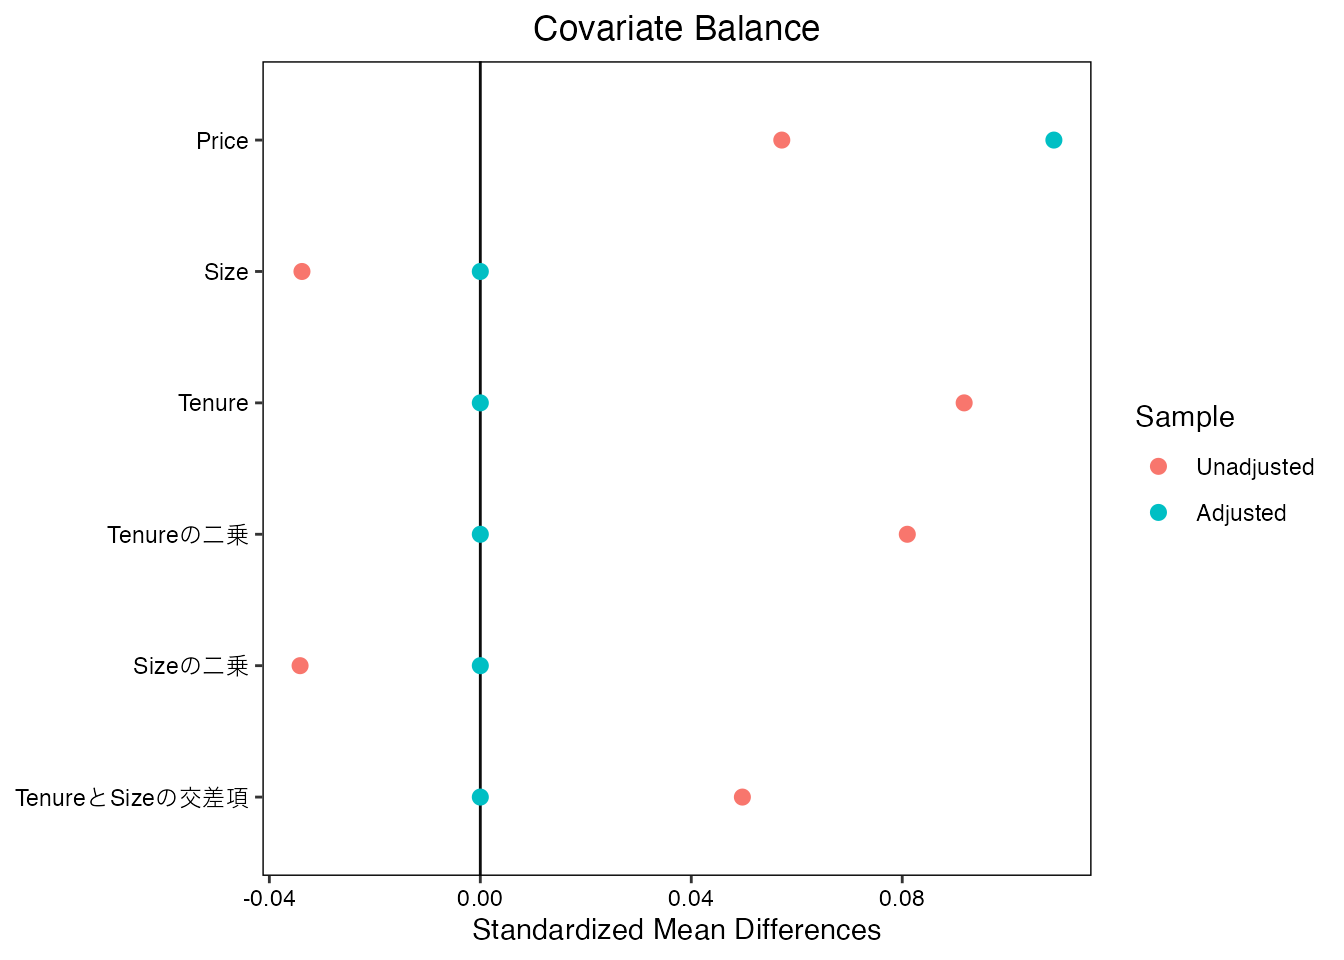 Covariate Balance
Price
Size
Tenure
Tenureの二乗
Sizeの二乗
TenureとSizeの交差項
-0.04
0.00
0.04
0.08
Standardized Mean Differences
Sample
Unadjusted
Adjusted